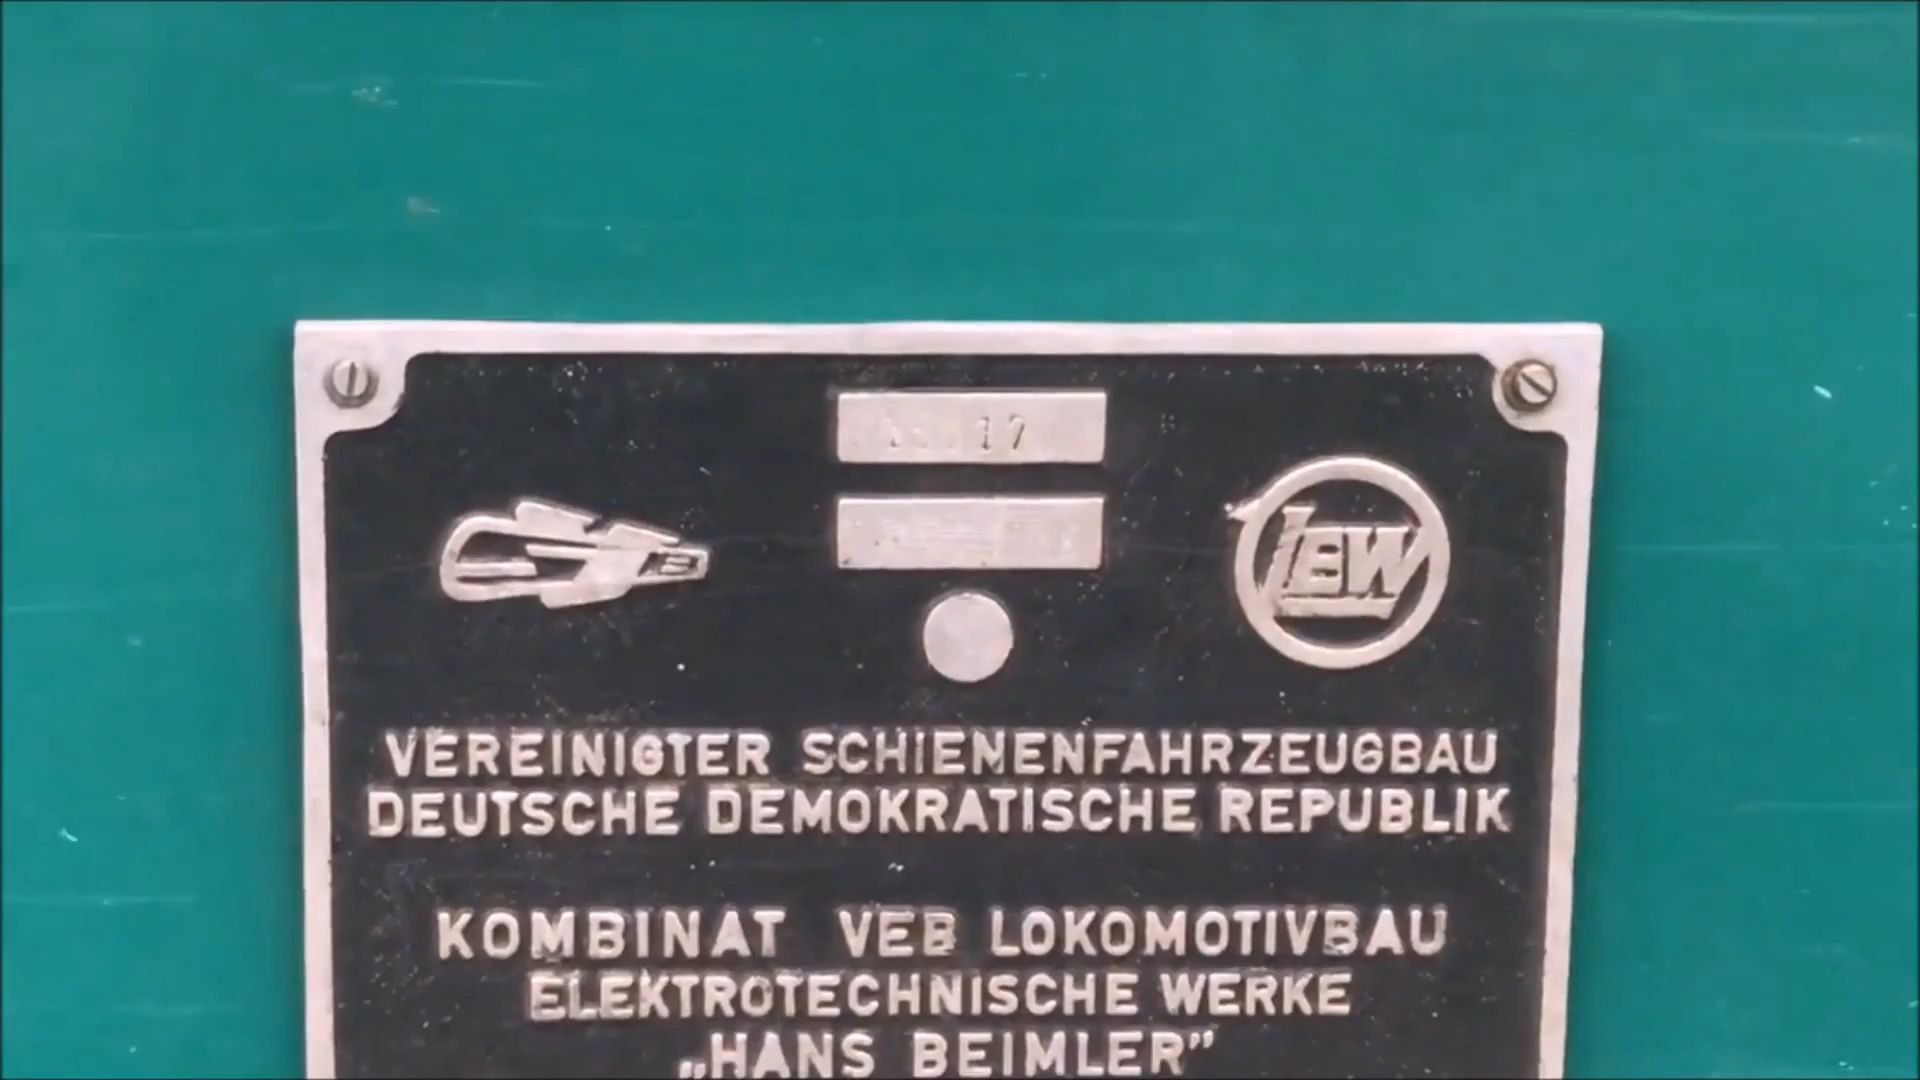 LEW
VEREINIGTER SCHIENENFAHRZEUGBAU
DEUTSCHE DEMOKRATISCHE REPUBLIK
KOMBINAT VEB LOKOMOTIVBAU
ELEKTROTECHNISCHE WERKE
„HANS BEIMLER”